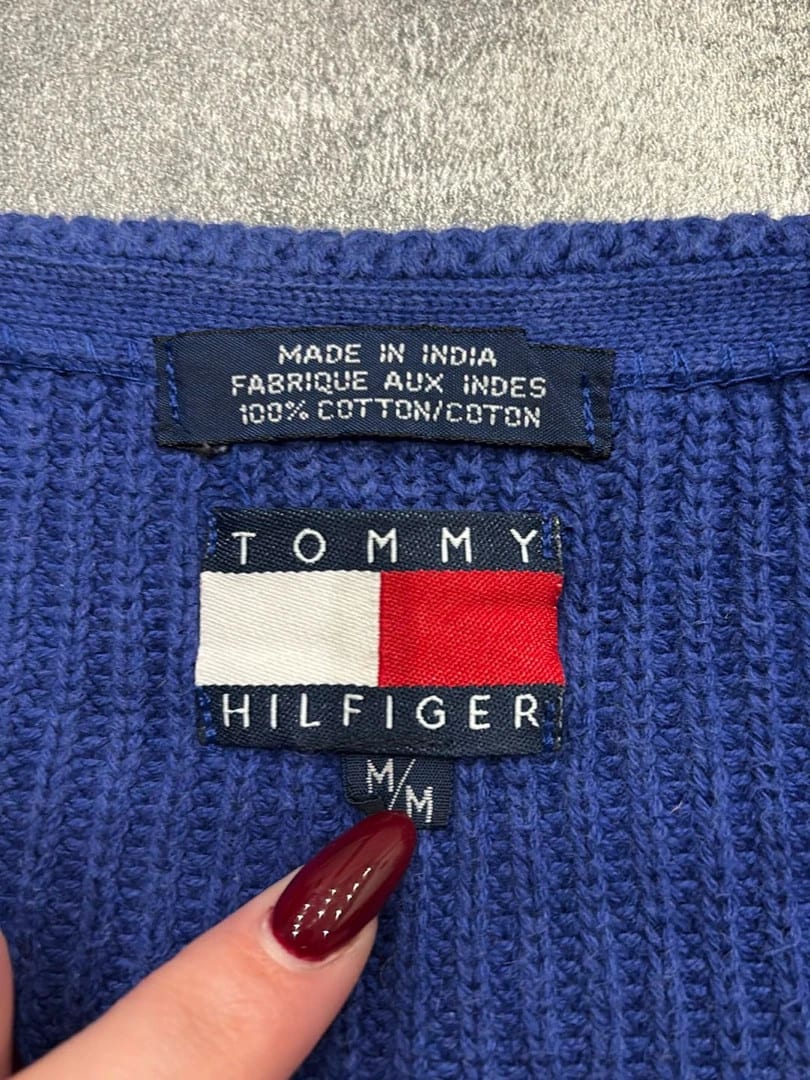 MADE IN INDIA
FABRIQUE AUX INDES
100% COTTON/COTON
TOMMY
HILFIGER
M/M